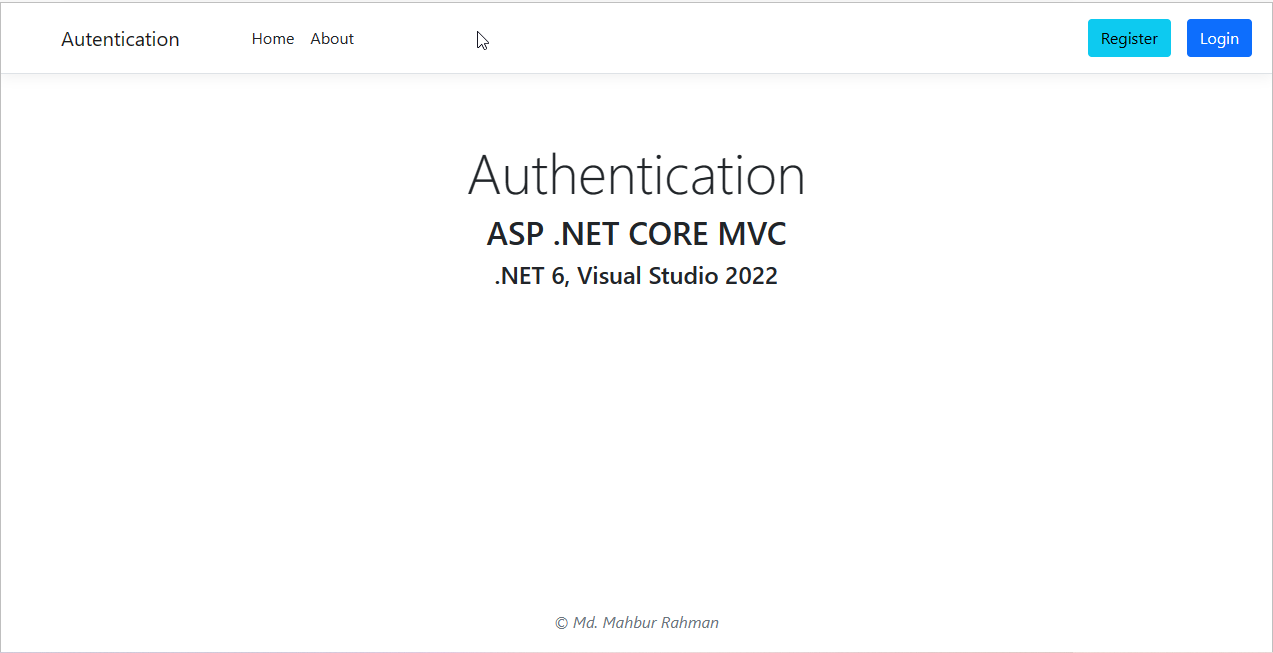 Autentication Home About Register Login
Authentication
ASP .NET CORE MVC
.NET 6, Visual Studio 2022
© Md. Mahbur Rahman